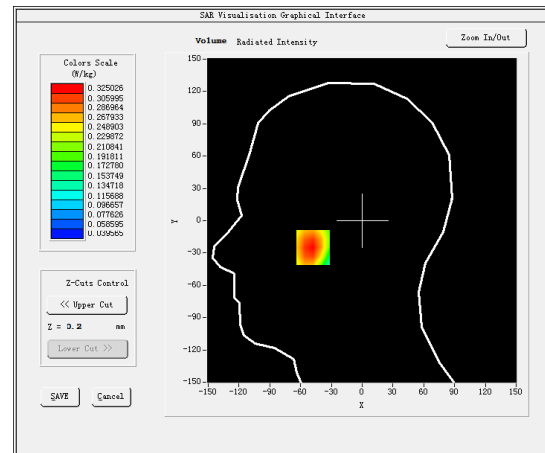 SAR Visualisation Graphical Interface
Volume Radiated Intensity
Zoom In/Out
Colors Scale
(W/kg)
0.325026
0.305995
0.286964
0.267933
0.248903
0.229872
0.210841
0.191811
0.172780
0.153749
0.134718
0.115688
0.096657
0.077626
0.058595
0.039565
Z-Cuts Control
<< Upper Cut
Z = 0.2 mm
Lower Cut >>
SAVE Cancel
150
120
90
60
30
0
-30
-60
-90
-120
-150
Y
-150 -120 -90 -60 -30 0 30 60 90 120 150
X